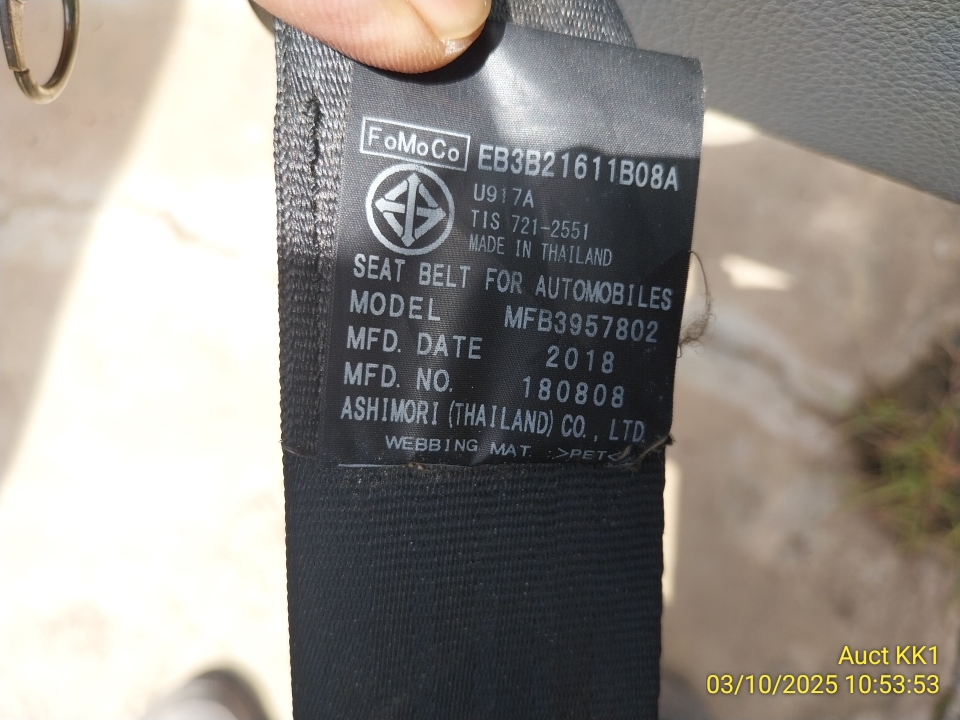 FoMoCo EB3B21611B08A
U917A
TIS 721-2551
MADE IN THAILAND
SEAT BELT FOR AUTOMOBILES
MODEL MFB3957802
MFD. DATE 2018
MFD. NO. 180808
ASHIMORI (THAILAND) CO., LTD.
WEBBING MAT. :>PET<
Auct KK1
03/10/2025 10:53:53